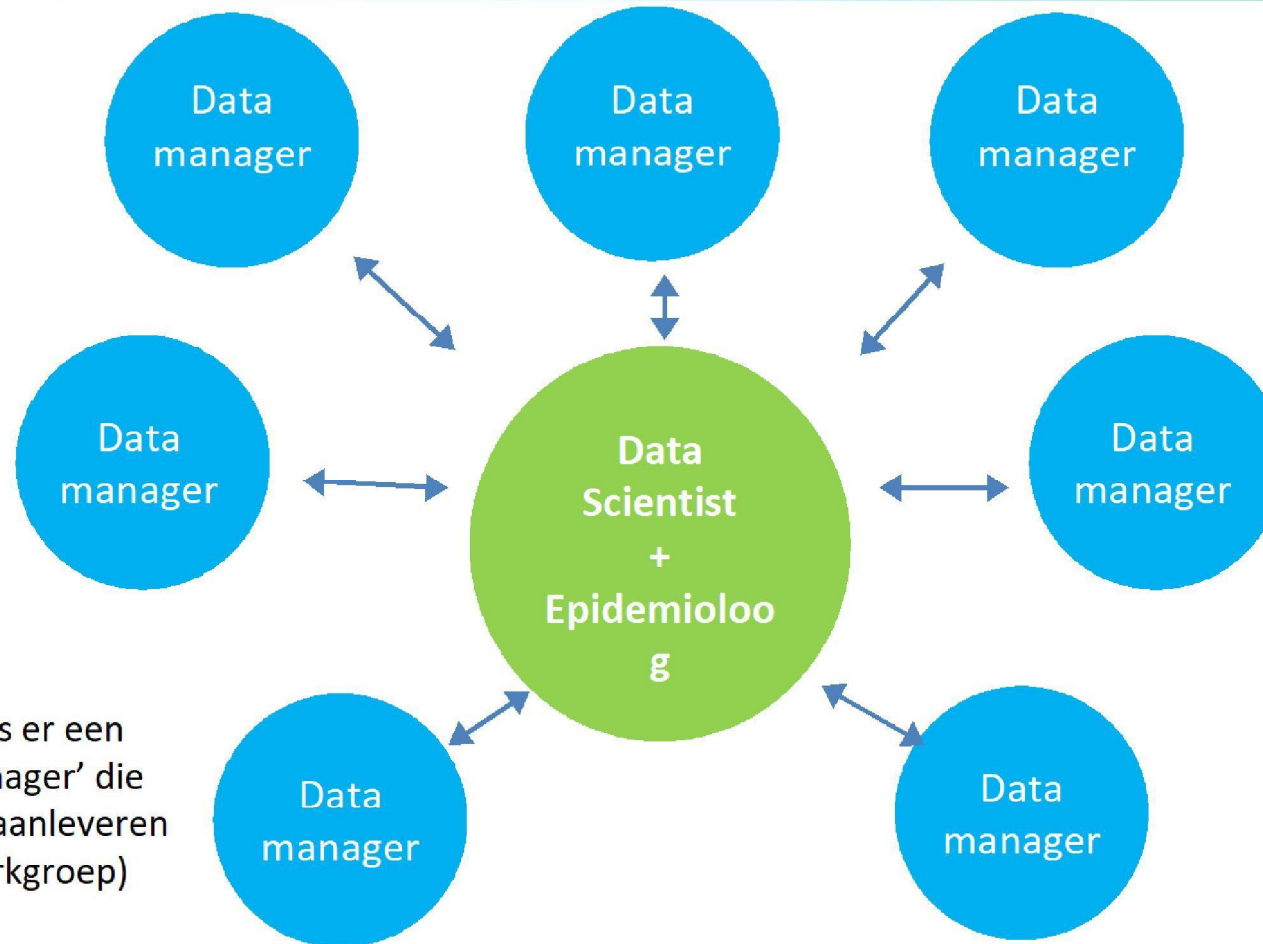 Data
manager
Data
manager
Data
manager
Data
manager
Data
Scientist
+
Epidemioloo
g
Data
manager
s er een
ager' die
aanleveren
rkgroep)
Data
manager
Data
manager